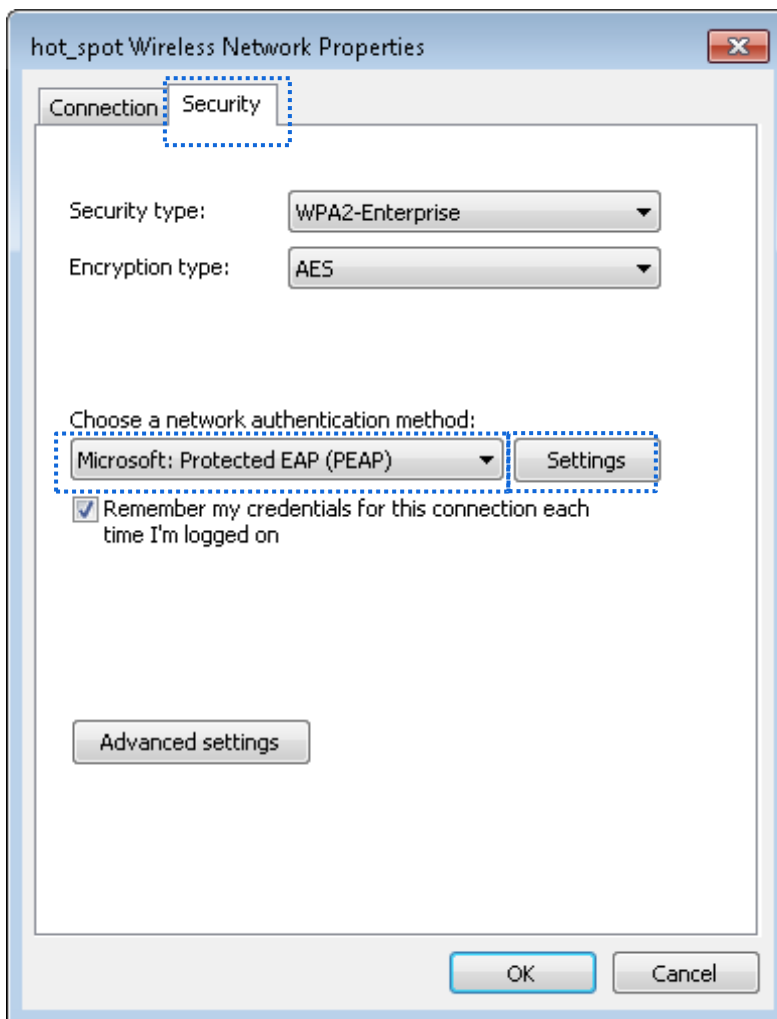 hot_spot Wireless Network Properties
Connection
Security
Security type:
WPA2-Enterprise
Encryption type:
AES
Choose a network authentication method:
Microsoft: Protected EAP (PEAP)
Settings
Remember my credentials for this connection each
time I'm logged on
Advanced settings
OK
Cancel